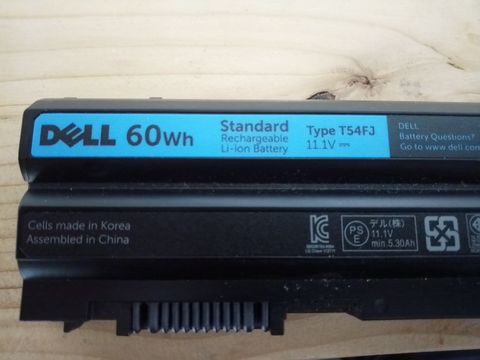 DELL 60Wh
Standard
Rechargeable
Li-ion Battery
Type T54FJ
11.1V
DELL
Battery Questions?
Go to www.dell.com
Cells made in Korea
Assembled in China
PS
E
デル(株)
11.1V
min.5.30Ah